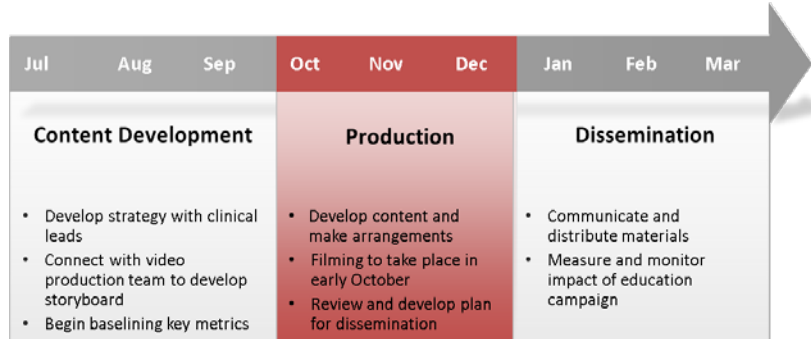 Jul Aug Sep Oct Nov Dec Jan Feb Mar
Content Development
• Develop strategy with clinical
leads
• Connect with video
production team to develop
storyboard
• Begin baselining key metrics
Production
• Develop content and
make arrangements
• Filming to take place in
early October
• Review and develop plan
for dissemination
Dissemination
• Communicate and
distribute materials
• Measure and monitor
impact of education
campaign